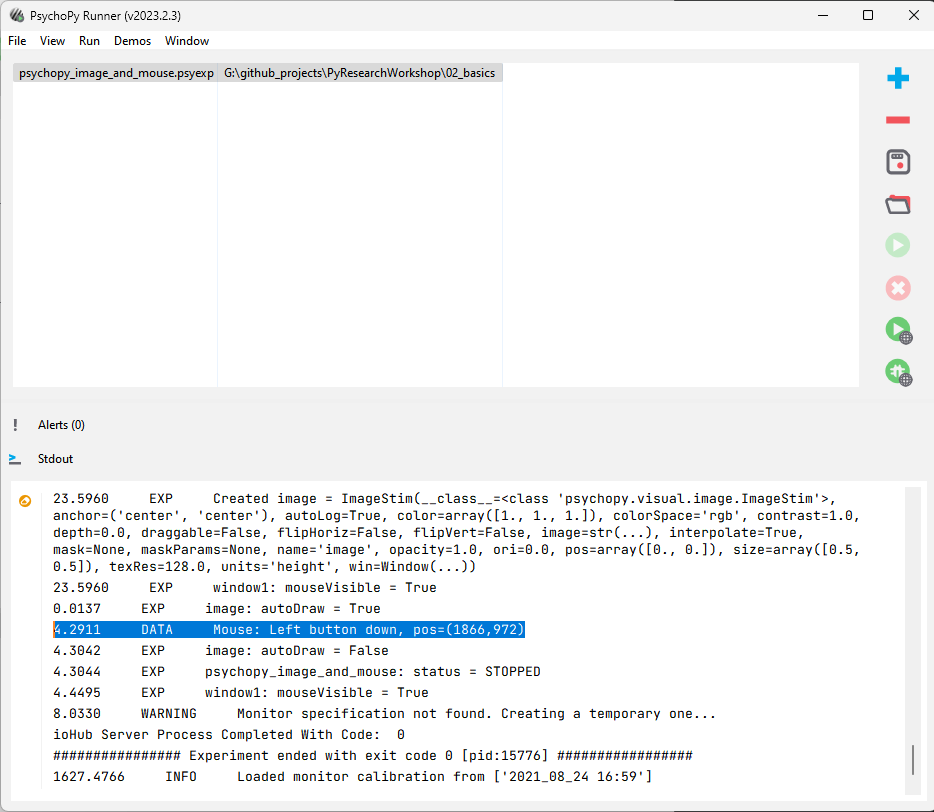 PsychoPy Runner (v2023.2.3)
File View Run Demos Window
psychopy_image_and_mouse.psyexp G:\github_projects\PyResearchWorkshop\02_basics
! Alerts (0)
>_ Stdout
23.5960 EXP Created image = ImageStim(__class__=<class 'psychopy.visual.image.ImageStim'>,
anchor=('center', 'center'), autoLog=True, color=array([1., 1., 1.]), colorSpace='rgb', contrast=1.0,
depth=0.0, draggable=False, flipHoriz=False, flipVert=False, image=str(...), interpolate=True,
mask=None, maskParams=None, name='image', opacity=1.0, ori=0.0, pos=array([0., 0.]), size=array([0.5,
0.5]), texRes=128.0, units='height', win=Window(...))
23.5960 EXP window1: mouseVisible = True
0.0137 EXP image: autoDraw = True
4.2911 DATA Mouse: Left button down, pos=(1866,972)
4.3042 EXP image: autoDraw = False
4.3044 EXP psychopy_image_and_mouse: status = STOPPED
4.4495 EXP window1: mouseVisible = True
8.0330 WARNING Monitor specification not found. Creating a temporary one...
ioHub Server Process Completed With Code: 0
################ Experiment ended with exit code 0 [pid:15776] #################
1627.4766 INFO Loaded monitor calibration from ['2021_08_24 16:59']